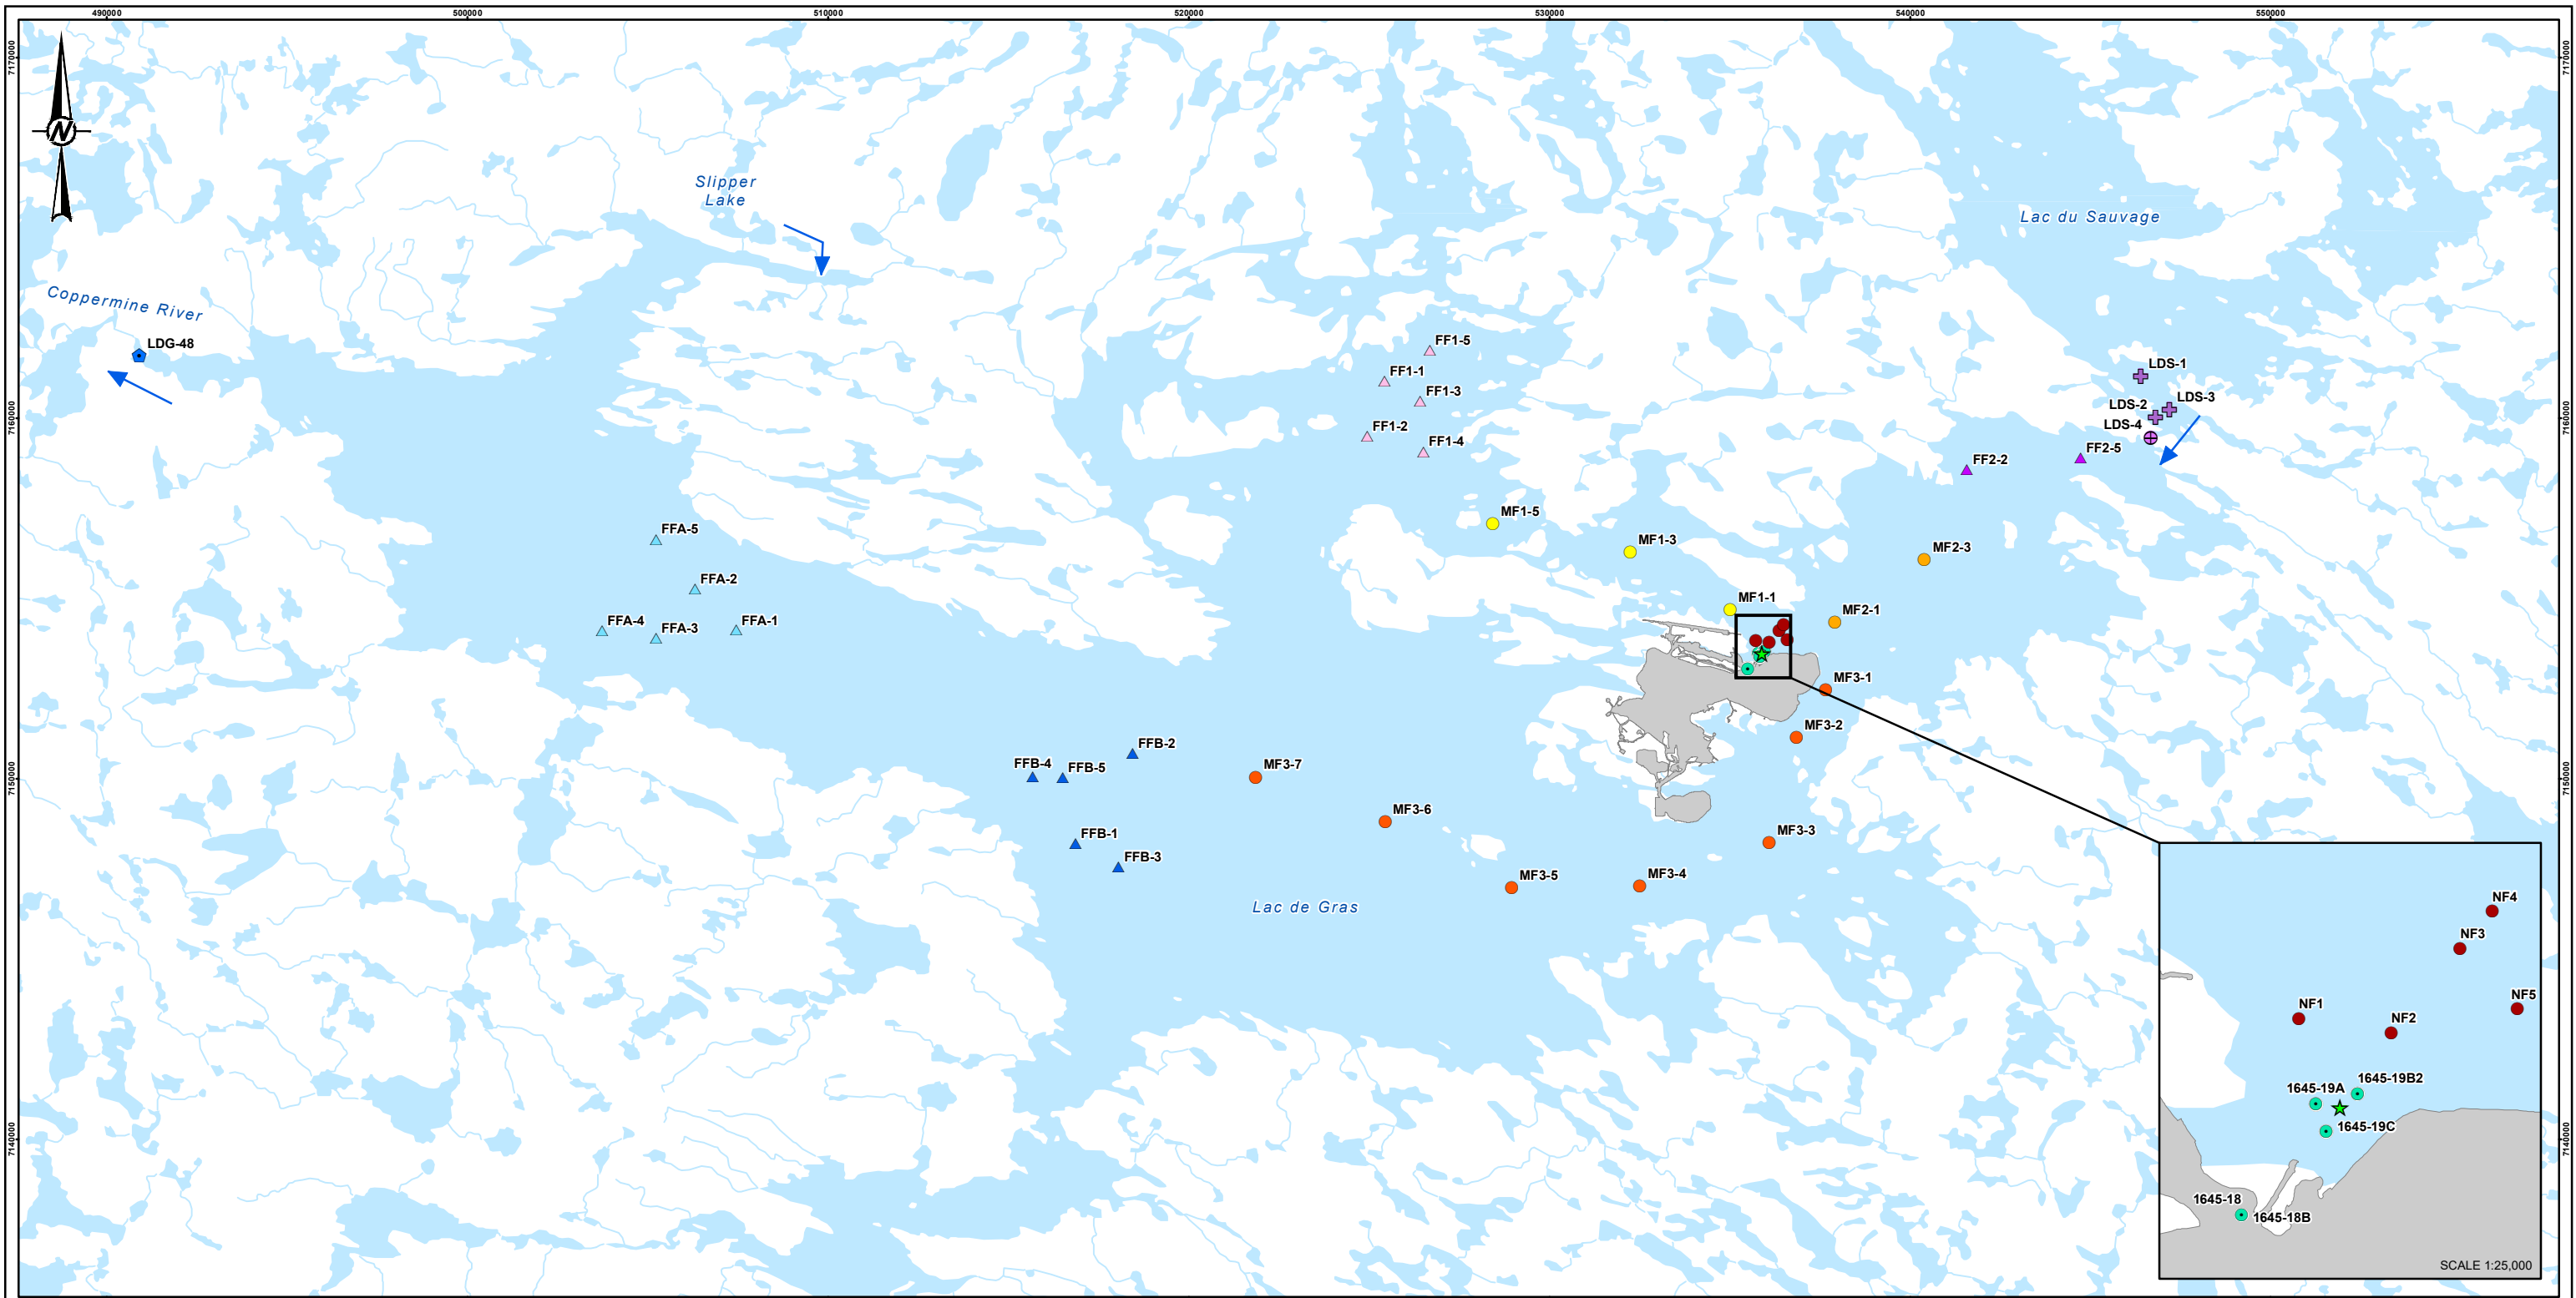 490000
500000
510000
520000
530000
540000
550000
7170000
7170000
N
Slipper
Lake
Lac du Sauvage
Coppermine River
LDG-48
FF1-5
FF1-1
FF1-3
FF1-2
FF1-4
LDS-1
LDS-2
LDS-3
LDS-4
FF2-5
FF2-2
7160000
7160000
MF1-5
MF1-3
MF2-3
FFA-5
FFA-2
FFA-4
FFA-3
FFA-1
MF1-1
MF2-1
MF3-1
MF3-2
FFB-2
FFB-4
FFB-5
MF3-7
7150000
7150000
MF3-6
MF3-3
FFB-1
FFB-3
MF3-5
MF3-4
Lac de Gras
NF4
NF3
NF5
NF1
NF2
1645-19B2
1645-19A
1645-19C
7140000
7140000
1645-18
1645-18B
SCALE 1:25,000